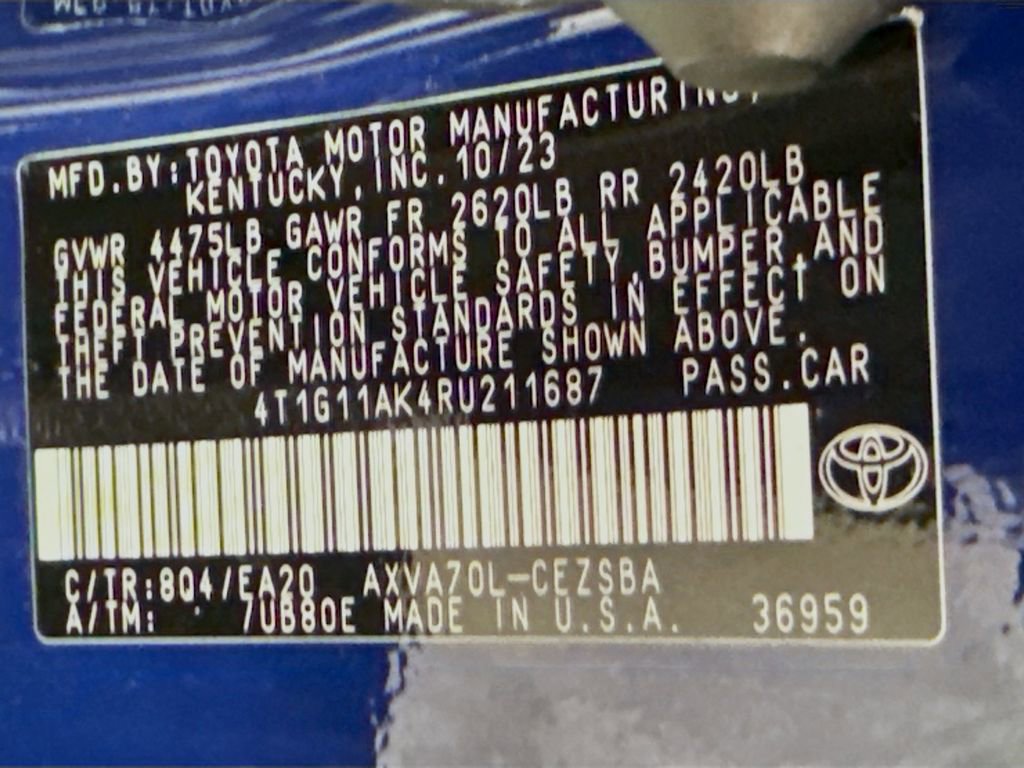 MFD.BY:TOYOTA MOTOR MANUFACTURING,
KENTUCKY,INC.10/23
GVWR 4475LB GAWR FR 2620LB RR 2420LB
THIS VEHICLE CONFORMS TO ALL APPLICABLE
FEDERAL MOTOR VEHICLE SAFETY,BUMPER,AND
THEFT PREVENTION STANDARDS IN EFFECT ON
THE DATE OF MANUFACTURE SHOWN ABOVE.
4T1G11AK4RU211687 PASS.CAR
C/TR:8Q4/EA20 AXVA70L-CEZSBA
A/TM: 7UB80E MADE IN U.S.A. 36959